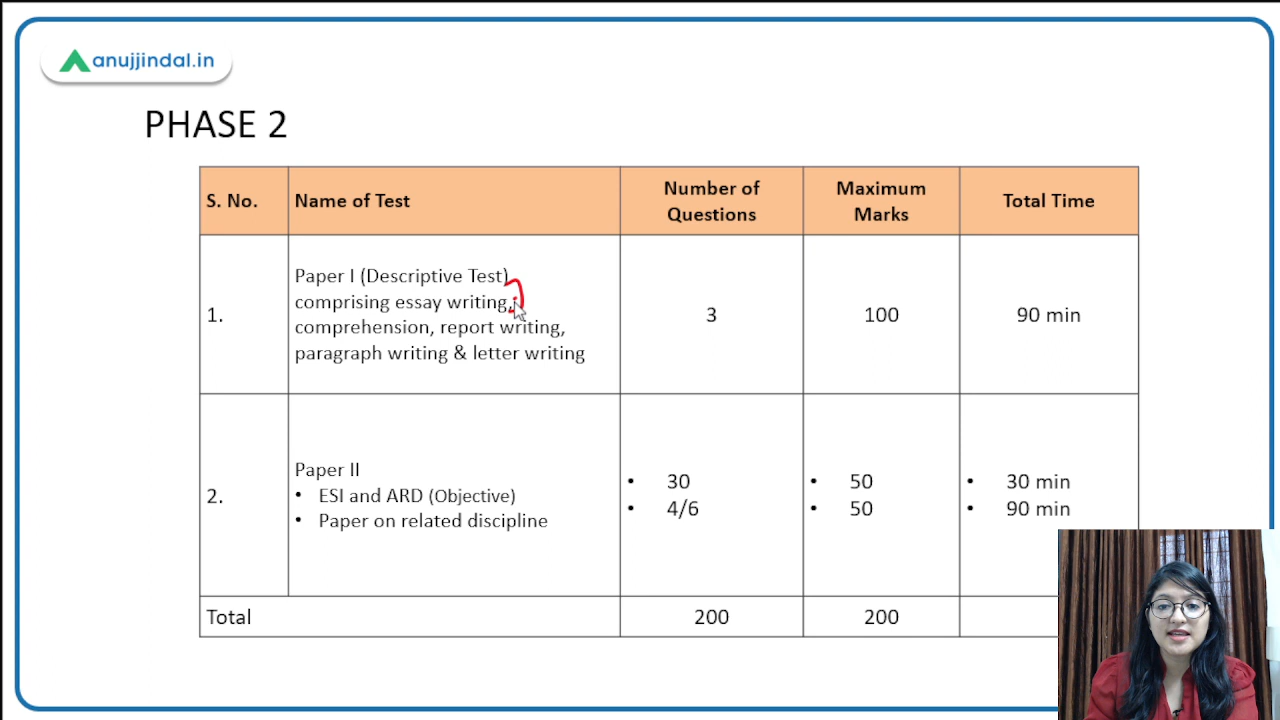 anujjindal.in
PHASE 2
S. No.
Name of Test
Number of
Questions
Maximum
Marks
Total Time
1.
Paper I (Descriptive Test)
comprising essay writing,
comprehension, report writing,
paragraph writing & letter writing
3
100
90 min
2.
Paper II
• ESI and ARD (Objective)
• Paper on related discipline
• 30
• 4/6
• 50
• 50
• 30 min
• 90 min
Total
200
200